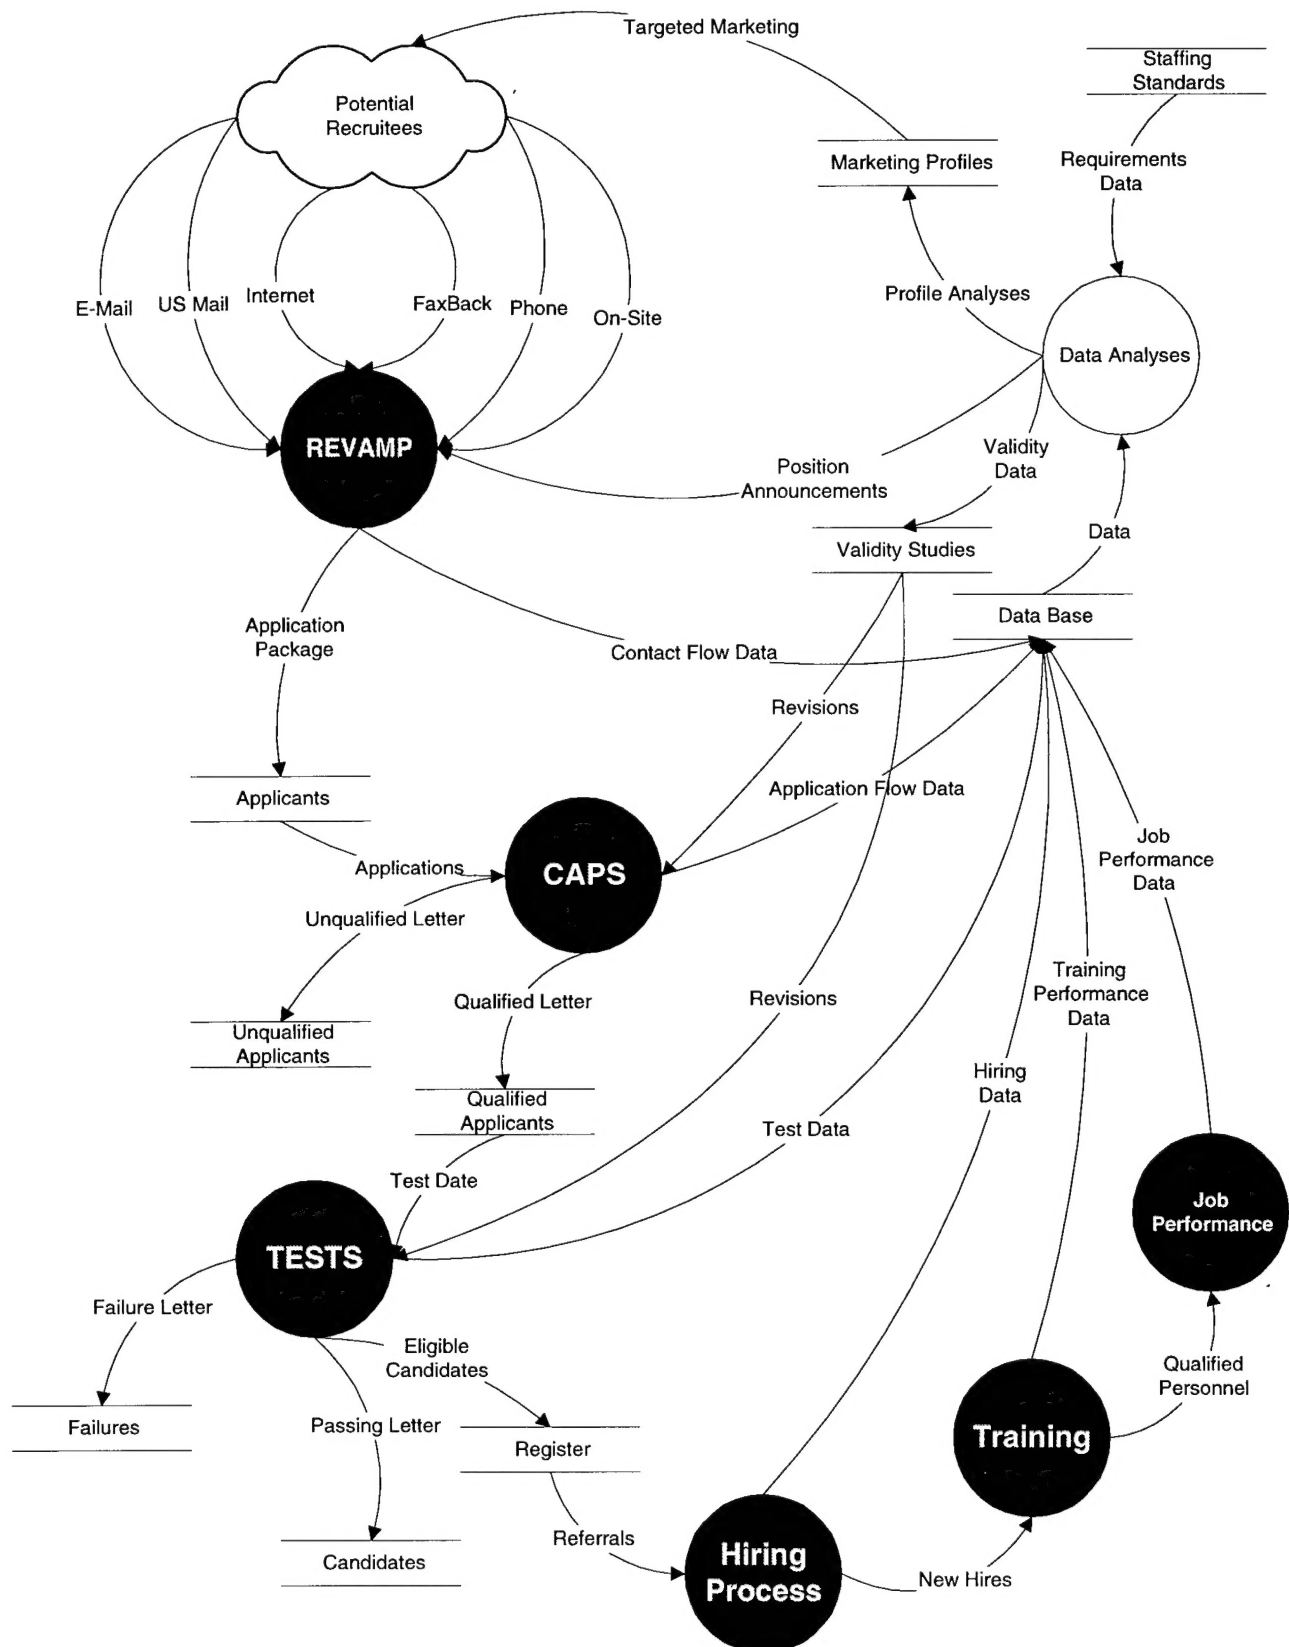 Targeted Marketing
Staffing
Standards
Potential
Recruitees
Marketing Profiles
Requirements
Data
E-Mail
US Mail
Internet
FaxBack
Phone
On-Site
Profile Analyses
Data Analyses
REVAMP
Position
Announcements
Validity
Data
Validity Studies
Data
Data Base
Application
Package
Contact Flow Data
Revisions
Applicants
Application Flow Data
Applications
CAPS
Job
Performance
Data
Unqualified Letter
Qualified Letter
Revisions
Training
Performance
Data
Unqualified
Applicants
Hiring
Data
Qualified
Applicants
Test Data
Test Date
Job
Performance
TESTS
Failure Letter
Eligible
Candidates
Qualified
Personnel
Failures
Passing Letter
Register
Training
Referrals
Candidates
Hiring
Process
New Hires